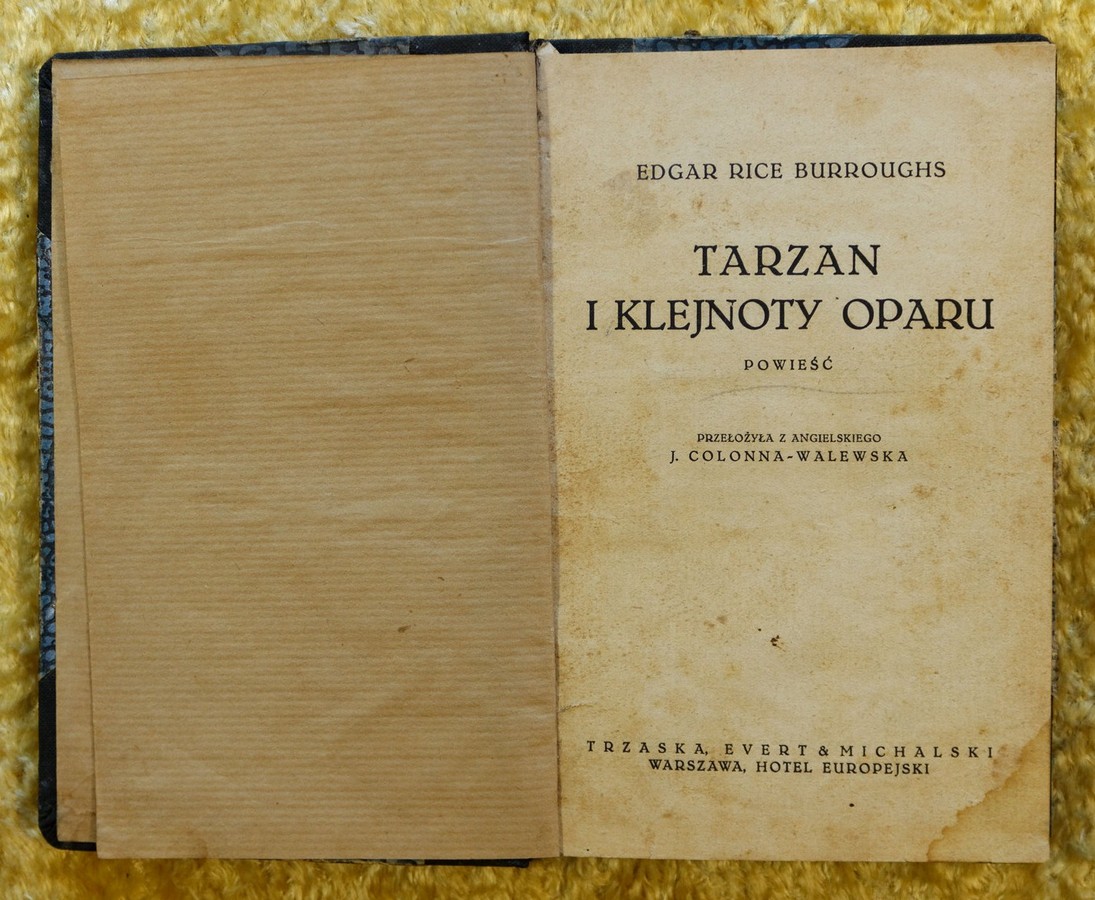 EDGAR RICE BURROUGHS
TARZAN
I KLEJNOTY OPARU
POWIEŚĆ
PRZEŁOŻYŁA Z ANGIELSKIEGO
J. COLONNA-WALEWSKA
TRZASKA, EVERT & MICHALSKI
WARSZAWA, HOTEL EUROPEJSKI